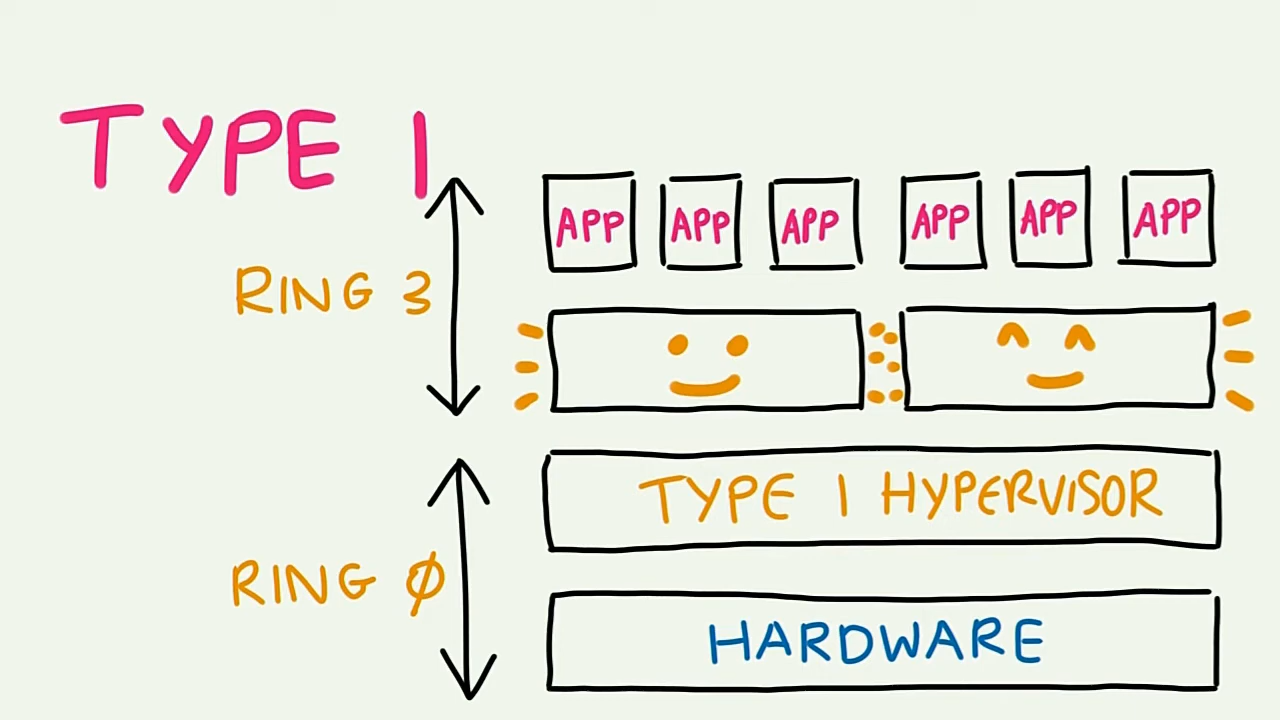 TYPE 1
APP APP APP APP APP APP
RING 3
TYPE 1 HYPERVISOR
RING Ø
HARDWARE